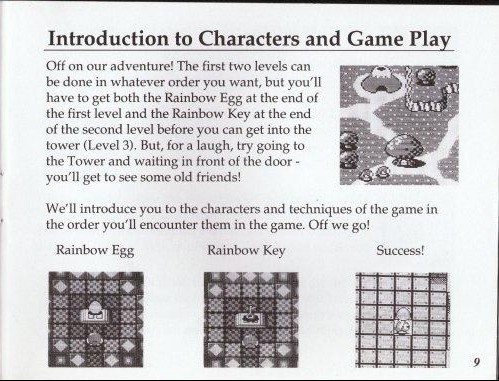 Introduction to Characters and Game Play
Off on our adventure! The first two levels can
be done in whatever order you want, but you'll
have to get both the Rainbow Egg at the end of
the first level and the Rainbow Key at the end
of the second level before you can get into the
tower (Level 3). But, for a laugh, try going to
the Tower and waiting in front of the door -
you'll get to see some old friends!
We'll introduce you to the characters and techniques of the game in
the order you'll encounter them in the game. Off we go!
Rainbow Egg
Rainbow Key
Success!
9